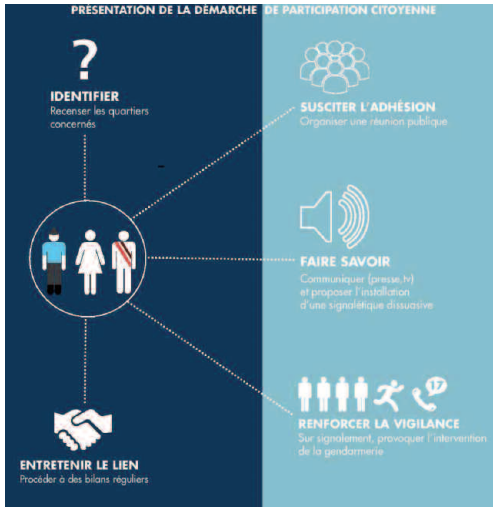 PRÉSENTATION DE LA DÉMARCHE DE PARTICIPATION CITOYENNE
?
IDENTIFIER
Recenser les quartiers
concernés
SUSCITER L'ADHÉSION
Organiser une réunion publique
FAIRE SAVOIR
Communiquer (presse,tv)
et proposer l'installation
d'une signalétique dissuasive
17
RENFORCER LA VIGILANCE
Sur signalement, provoquer l'intervention
de la gendarmerie
ENTRETENIR LE LIEN
Procéder à des bilans réguliers